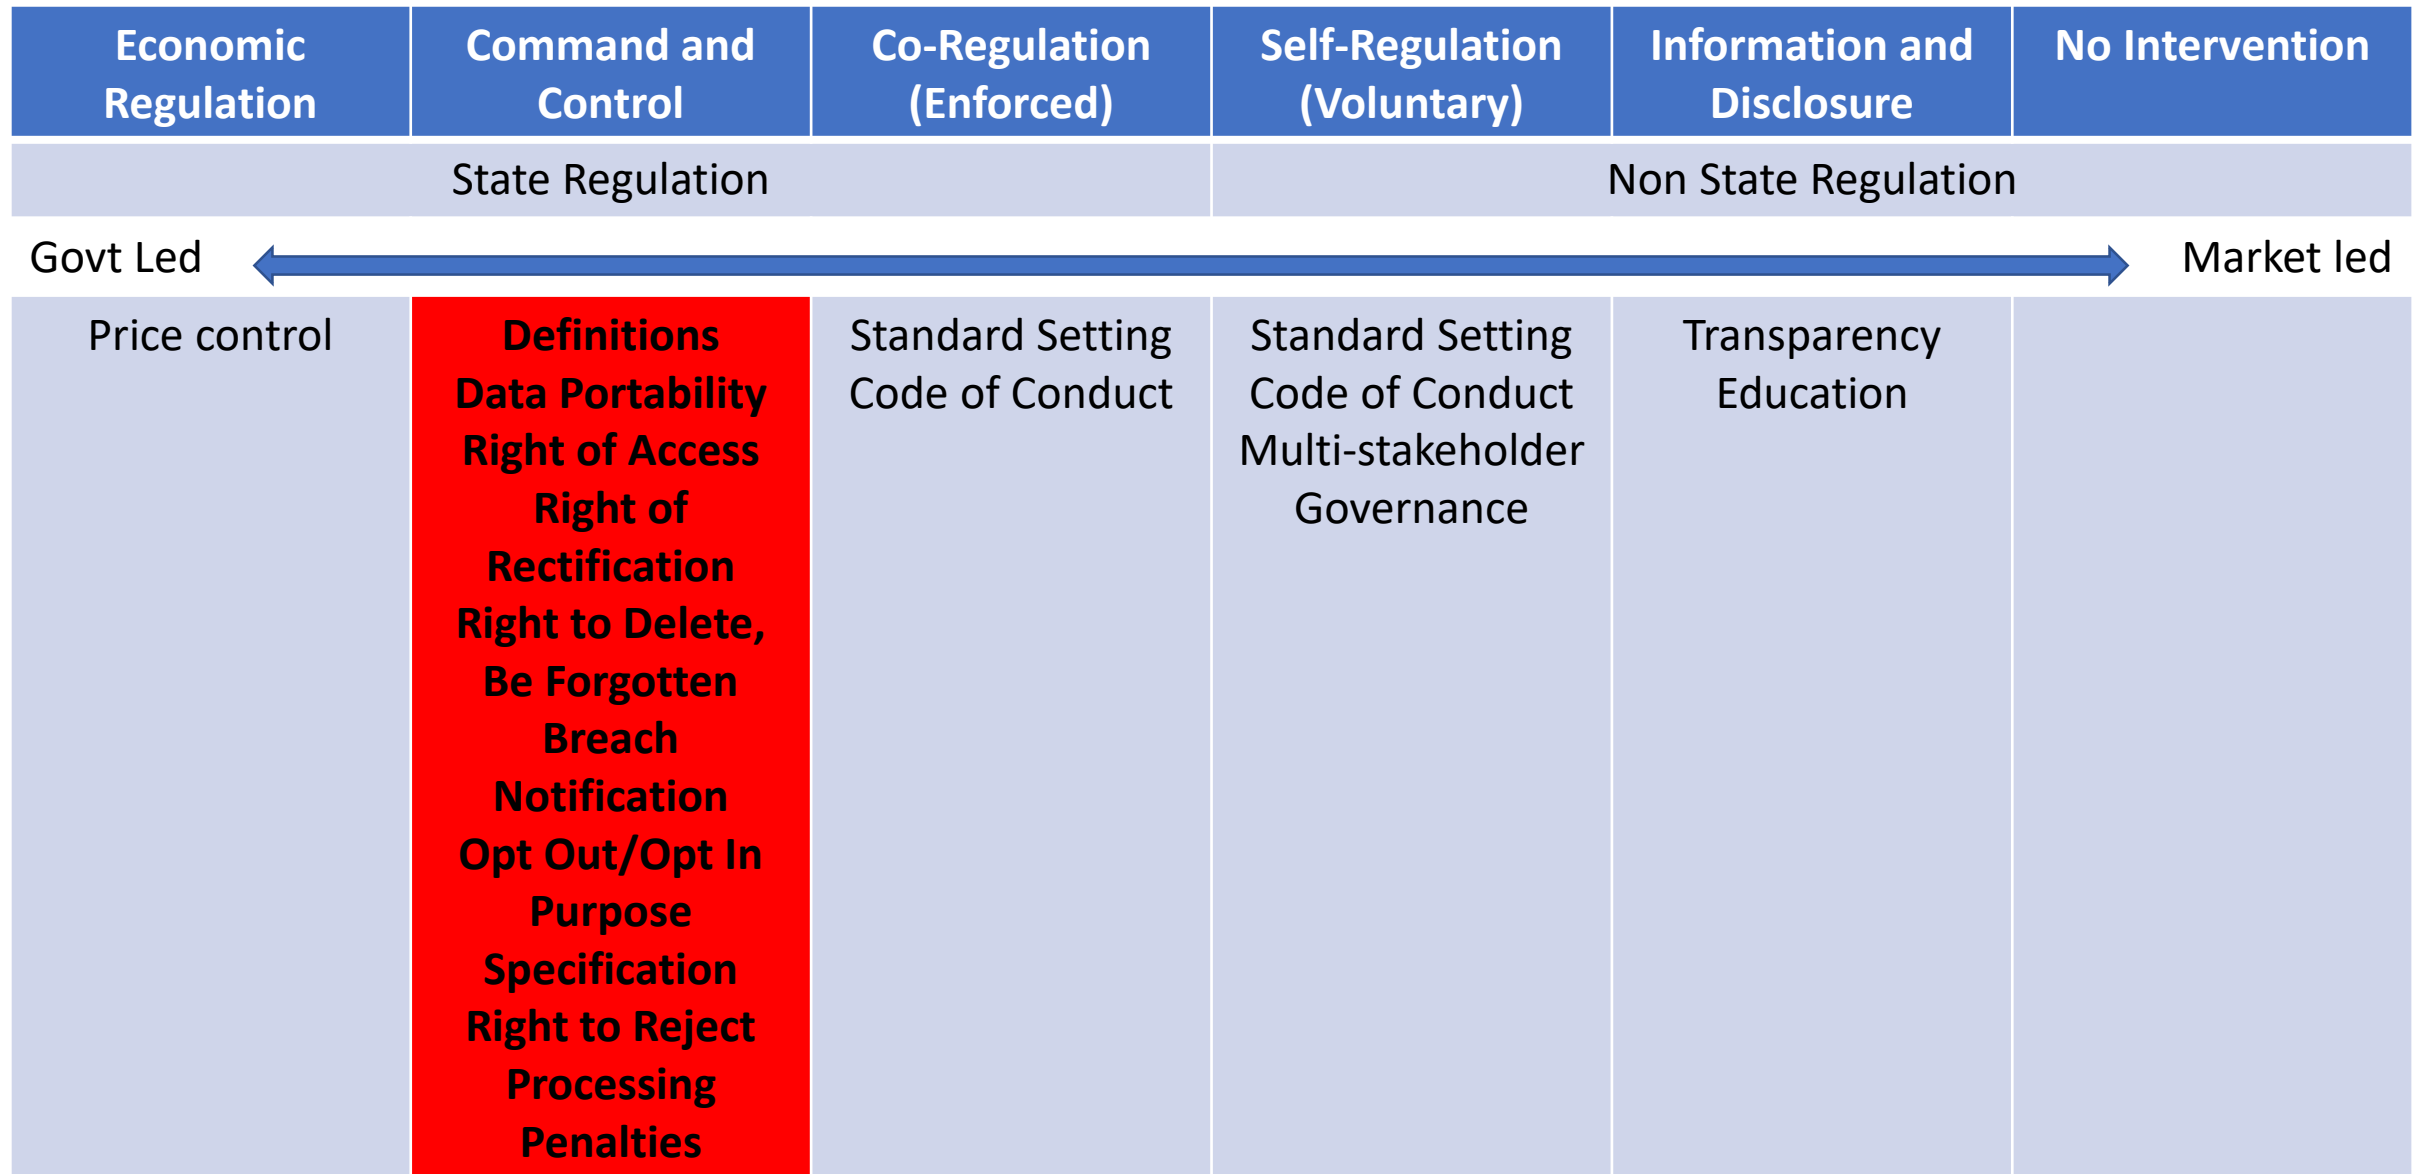 Economic
Regulation
Command and
Control
Co-Regulation
(Enforced)
Self-Regulation
(Voluntary)
Information and
Disclosure
No Intervention
State Regulation
Non State Regulation
Govt Led
Market led
Price control
Definitions
Data Portability
Right of Access
Right of
Rectification
Right to Delete,
Be Forgotten
Breach
Notification
Opt Out/Opt In
Purpose
Specification
Right to Reject
Processing
Penalties
Standard Setting
Code of Conduct
Standard Setting
Code of Conduct
Multi-stakeholder
Governance
Transparency
Education